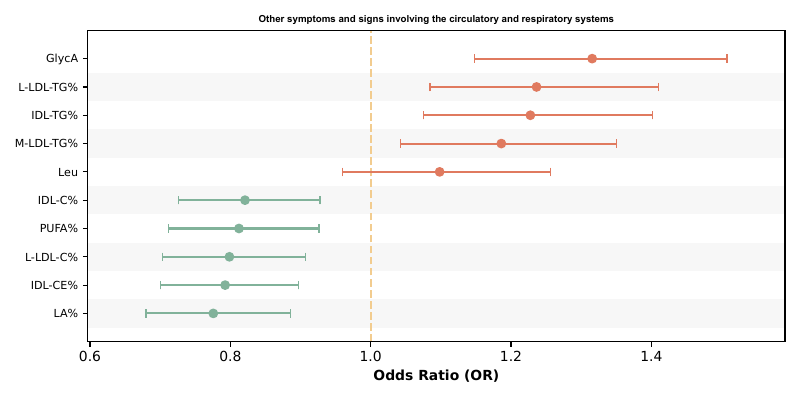 Other symptoms and signs involving the circulatory and respiratory systems
GlycA
L-LDL-TG%
IDL-TG%
M-LDL-TG%
Leu
IDL-C%
PUFA%
L-LDL-C%
IDL-CE%
LA%
0.6 0.8 1.0 1.2 1.4
Odds Ratio (OR)